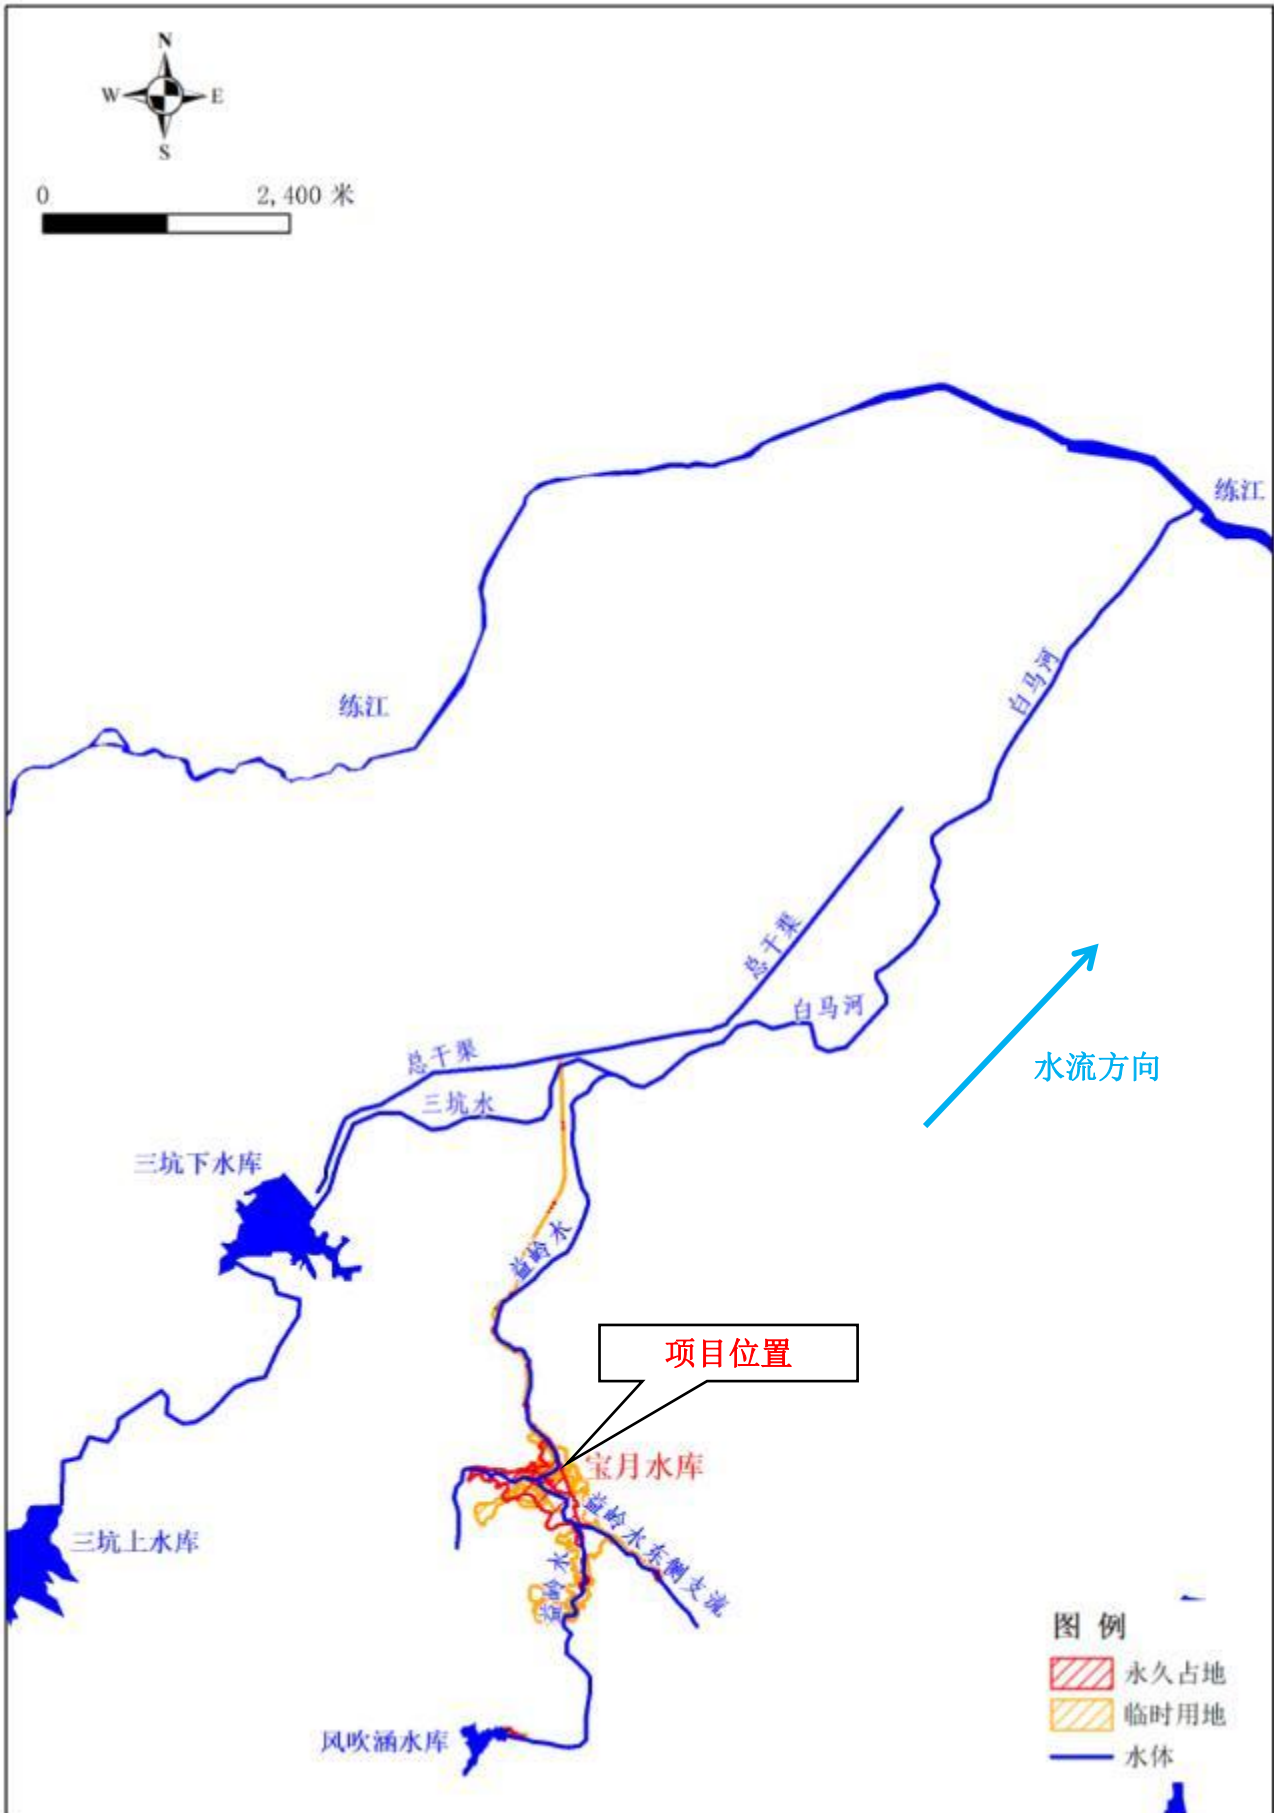 N
W E
S
0 2,400 米
练江
白马河
练江
总干渠
白马河
总干渠
水流方向
三坑水
三坑下水库
益岭水
项目位置
宝月水库
益岭水东侧支流
三坑上水库
益岭水
图 例
永久占地
临时用地
风吹涵水库
水体